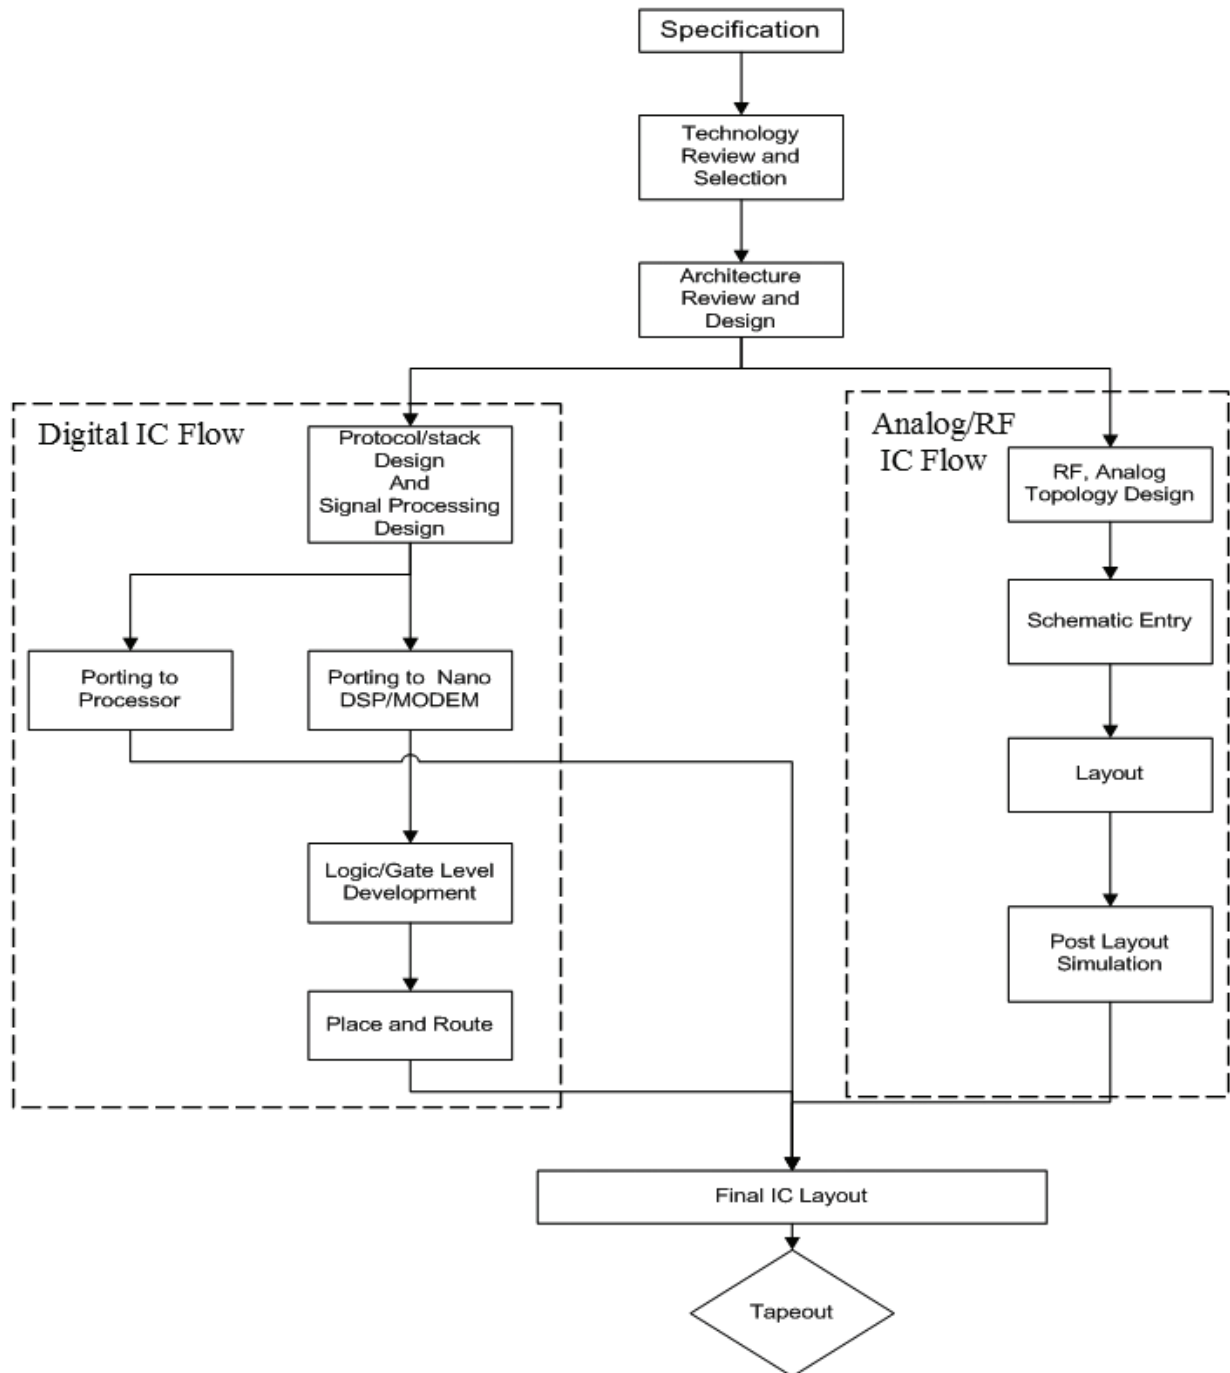 Specification
Technology
Review and
Selection
Architecture
Review and
Design
Digital IC Flow
Protocol/stack
Design
And
Signal Processing
Design
Porting to
Processor
Porting to Nano
DSP/MODEM
Logic/Gate Level
Development
Place and Route
Analog/RF
IC Flow
RF, Analog
Topology Design
Schematic Entry
Layout
Post Layout
Simulation
Final IC Layout
Tapeout